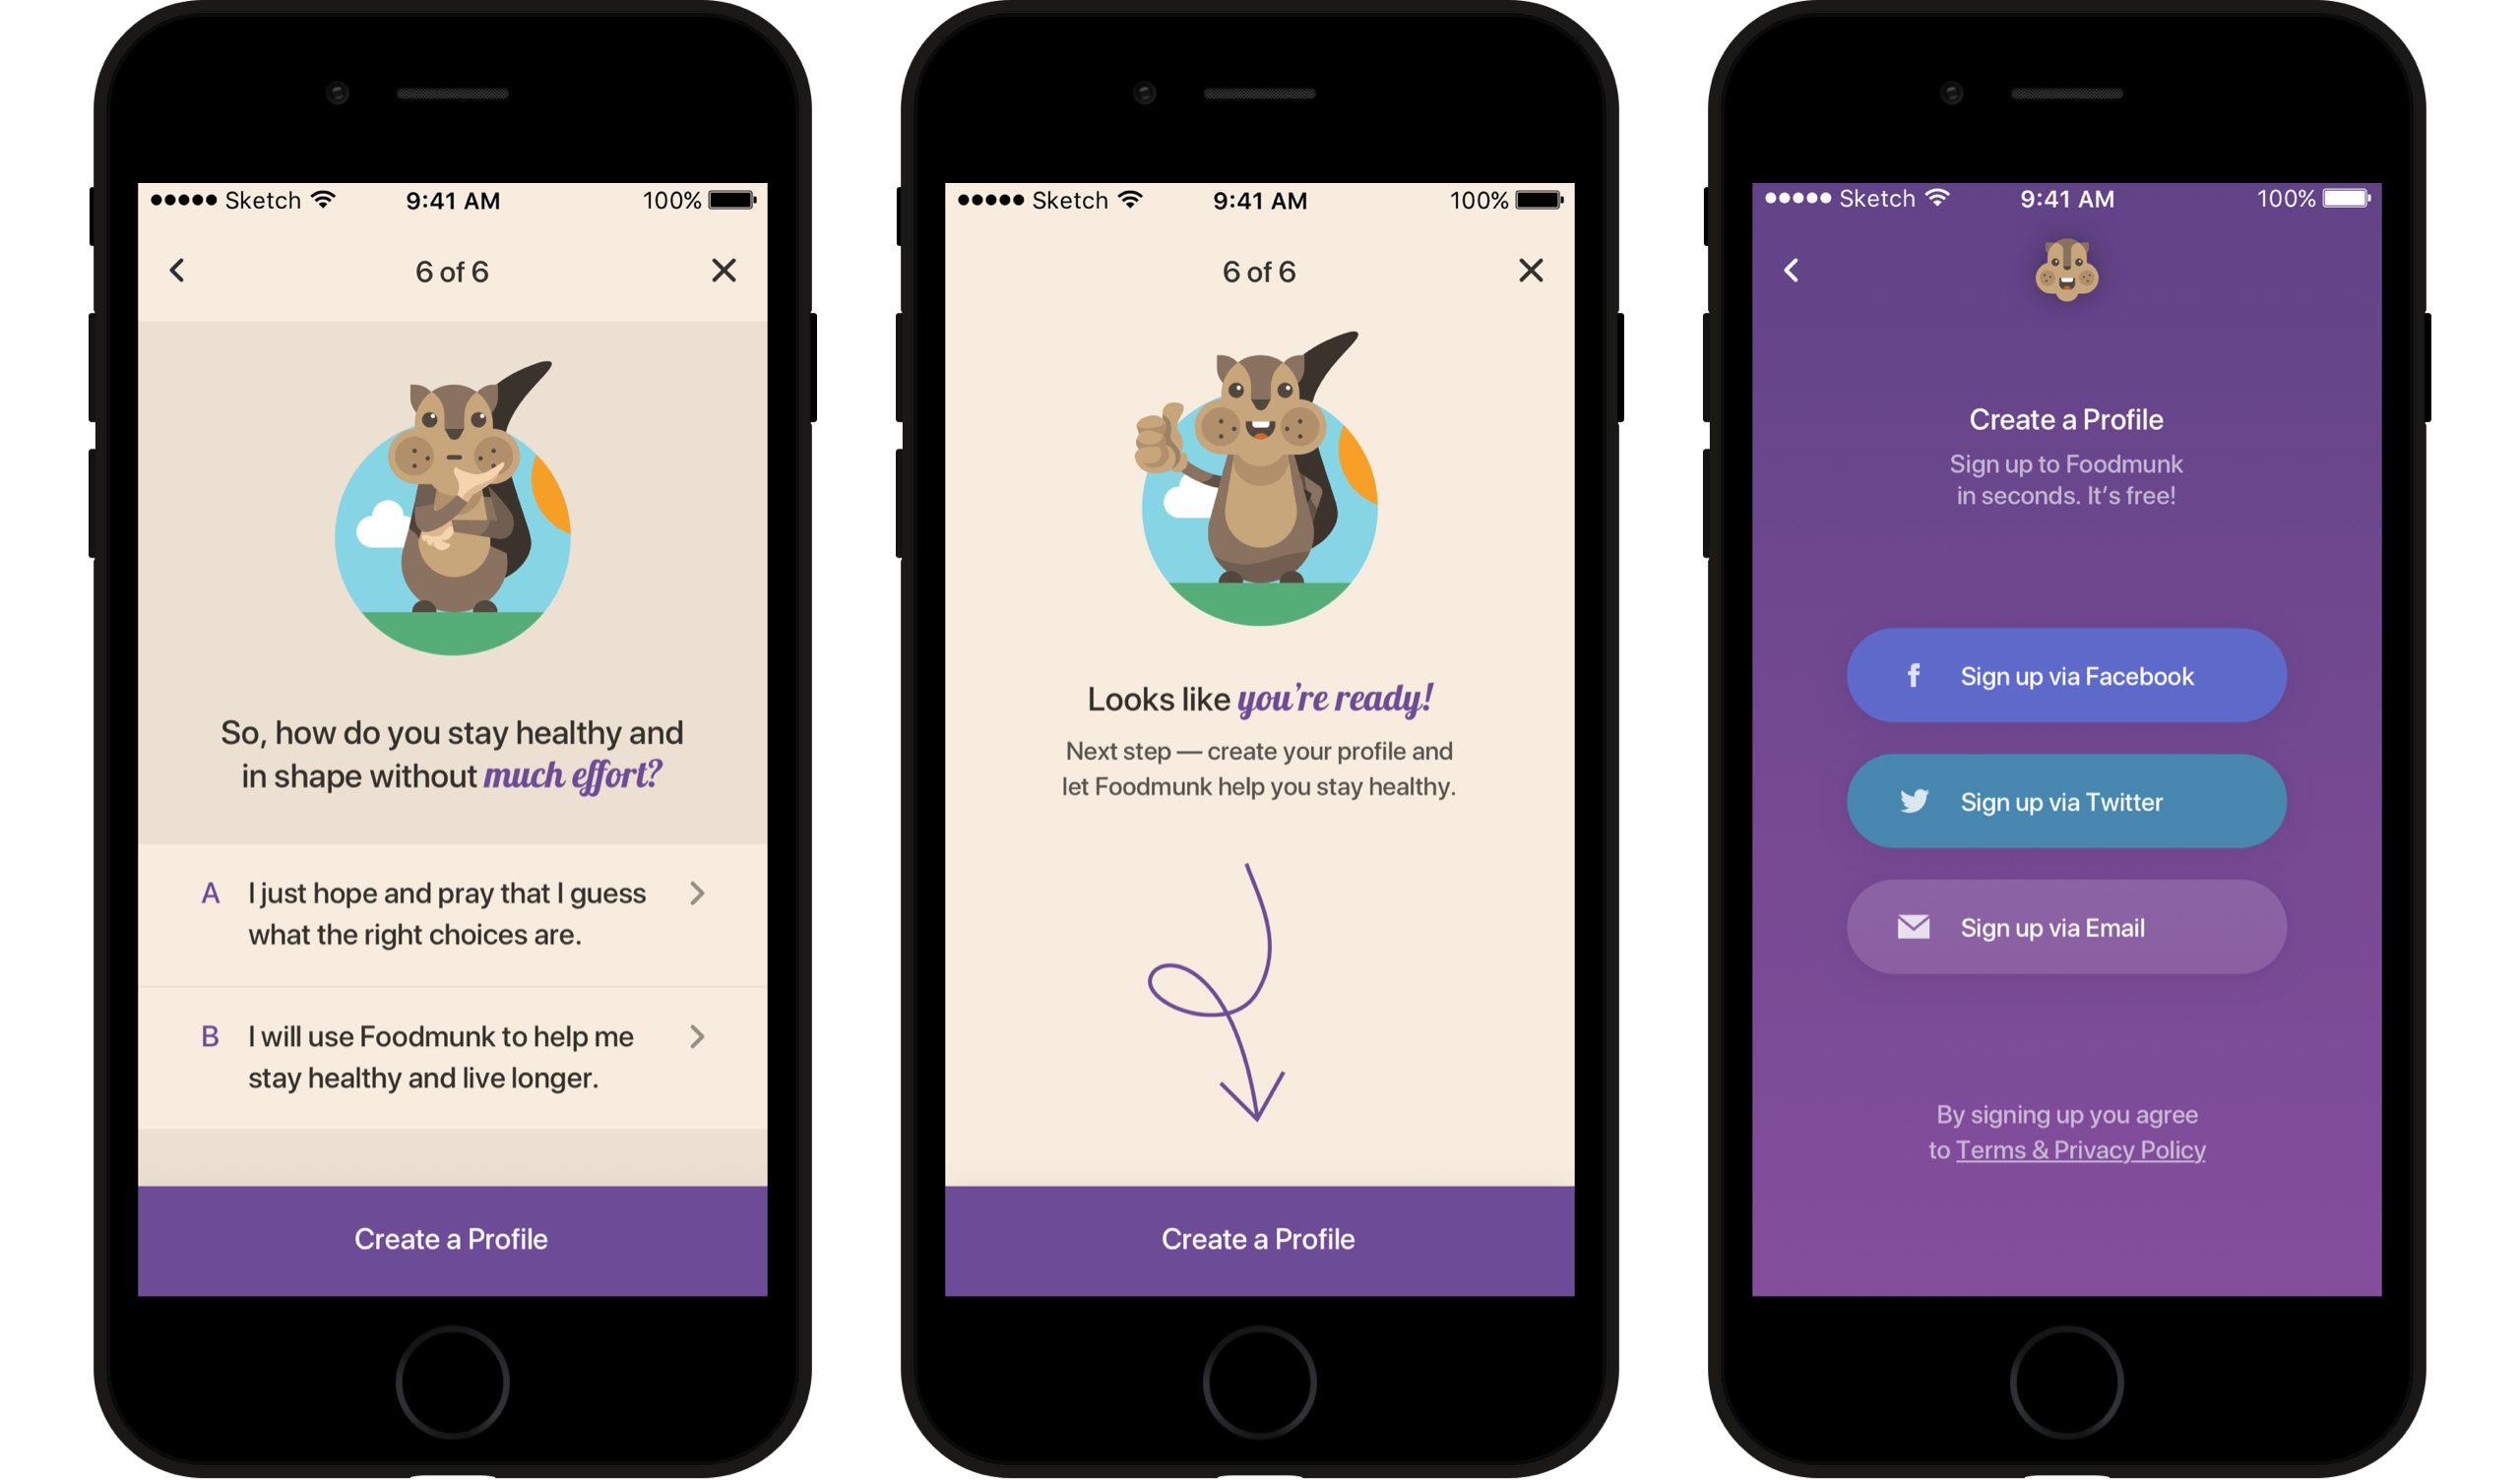 Sketch 9:41 AM 100%
6 of 6
So, how do you stay healthy and
in shape without much effort?
A I just hope and pray that I guess
what the right choices are.
B I will use Foodmunk to help me
stay healthy and live longer.
Create a Profile
Sketch 9:41 AM 100%
6 of 6
Looks like you're ready!
Next step — create your profile and
let Foodmunk help you stay healthy.
Create a Profile
Sketch 9:41 AM 100%
Create a Profile
Sign up to Foodmunk
in seconds. It's free!
Sign up via Facebook
Sign up via Twitter
Sign up via Email
By signing up you agree
to Terms & Privacy Policy